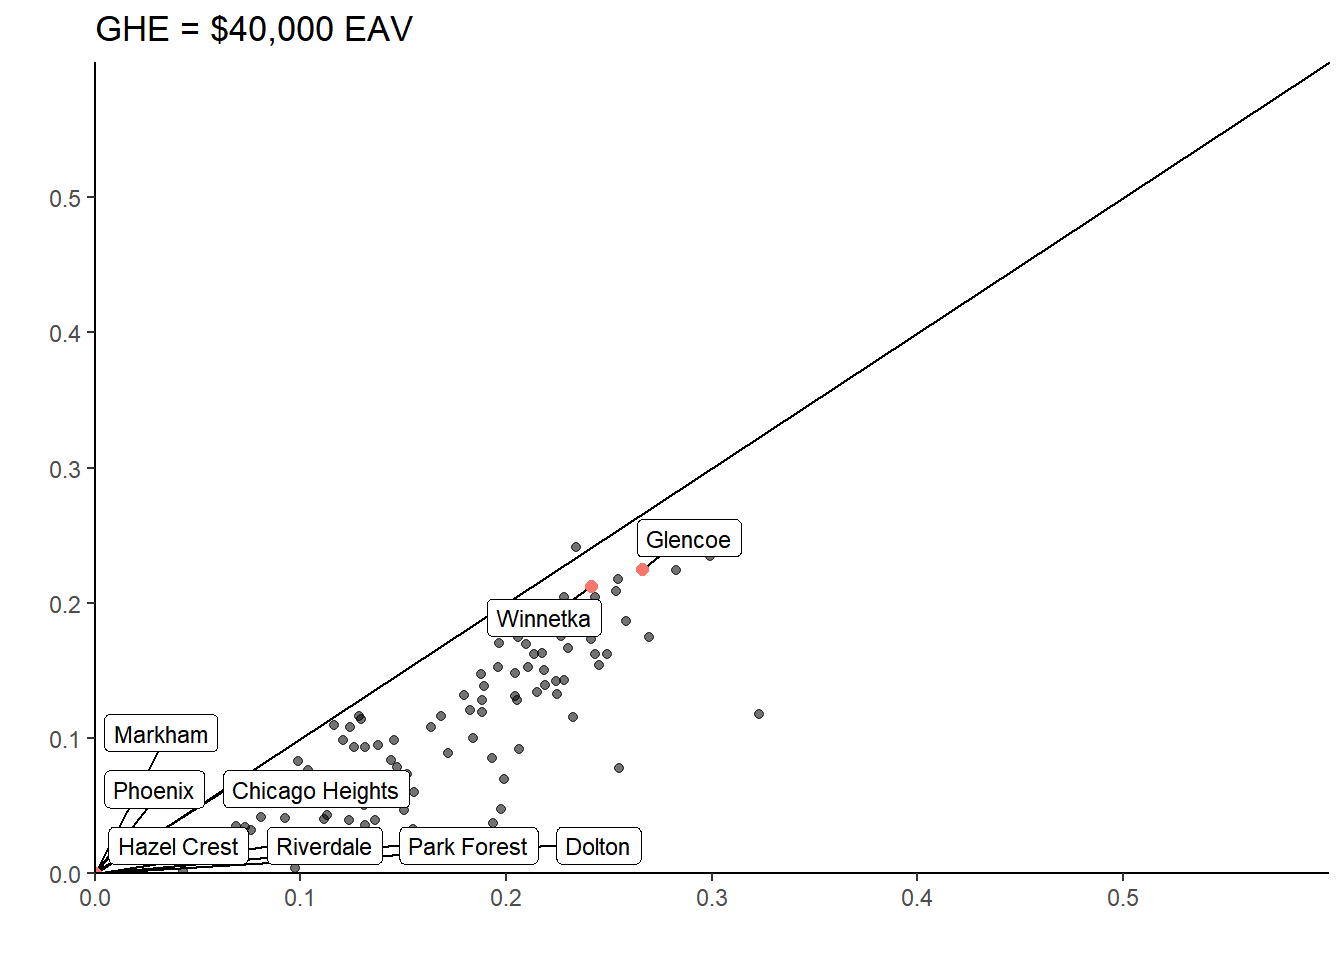 GHE = $40,000 EAV
0.5
0.4
0.3
Glencoe
0.2
Winnetka
0.1
Markham
Phoenix
Chicago Heights
Hazel Crest
Riverdale
Park Forest
Dolton
0.0
0.0 0.1 0.2 0.3 0.4 0.5